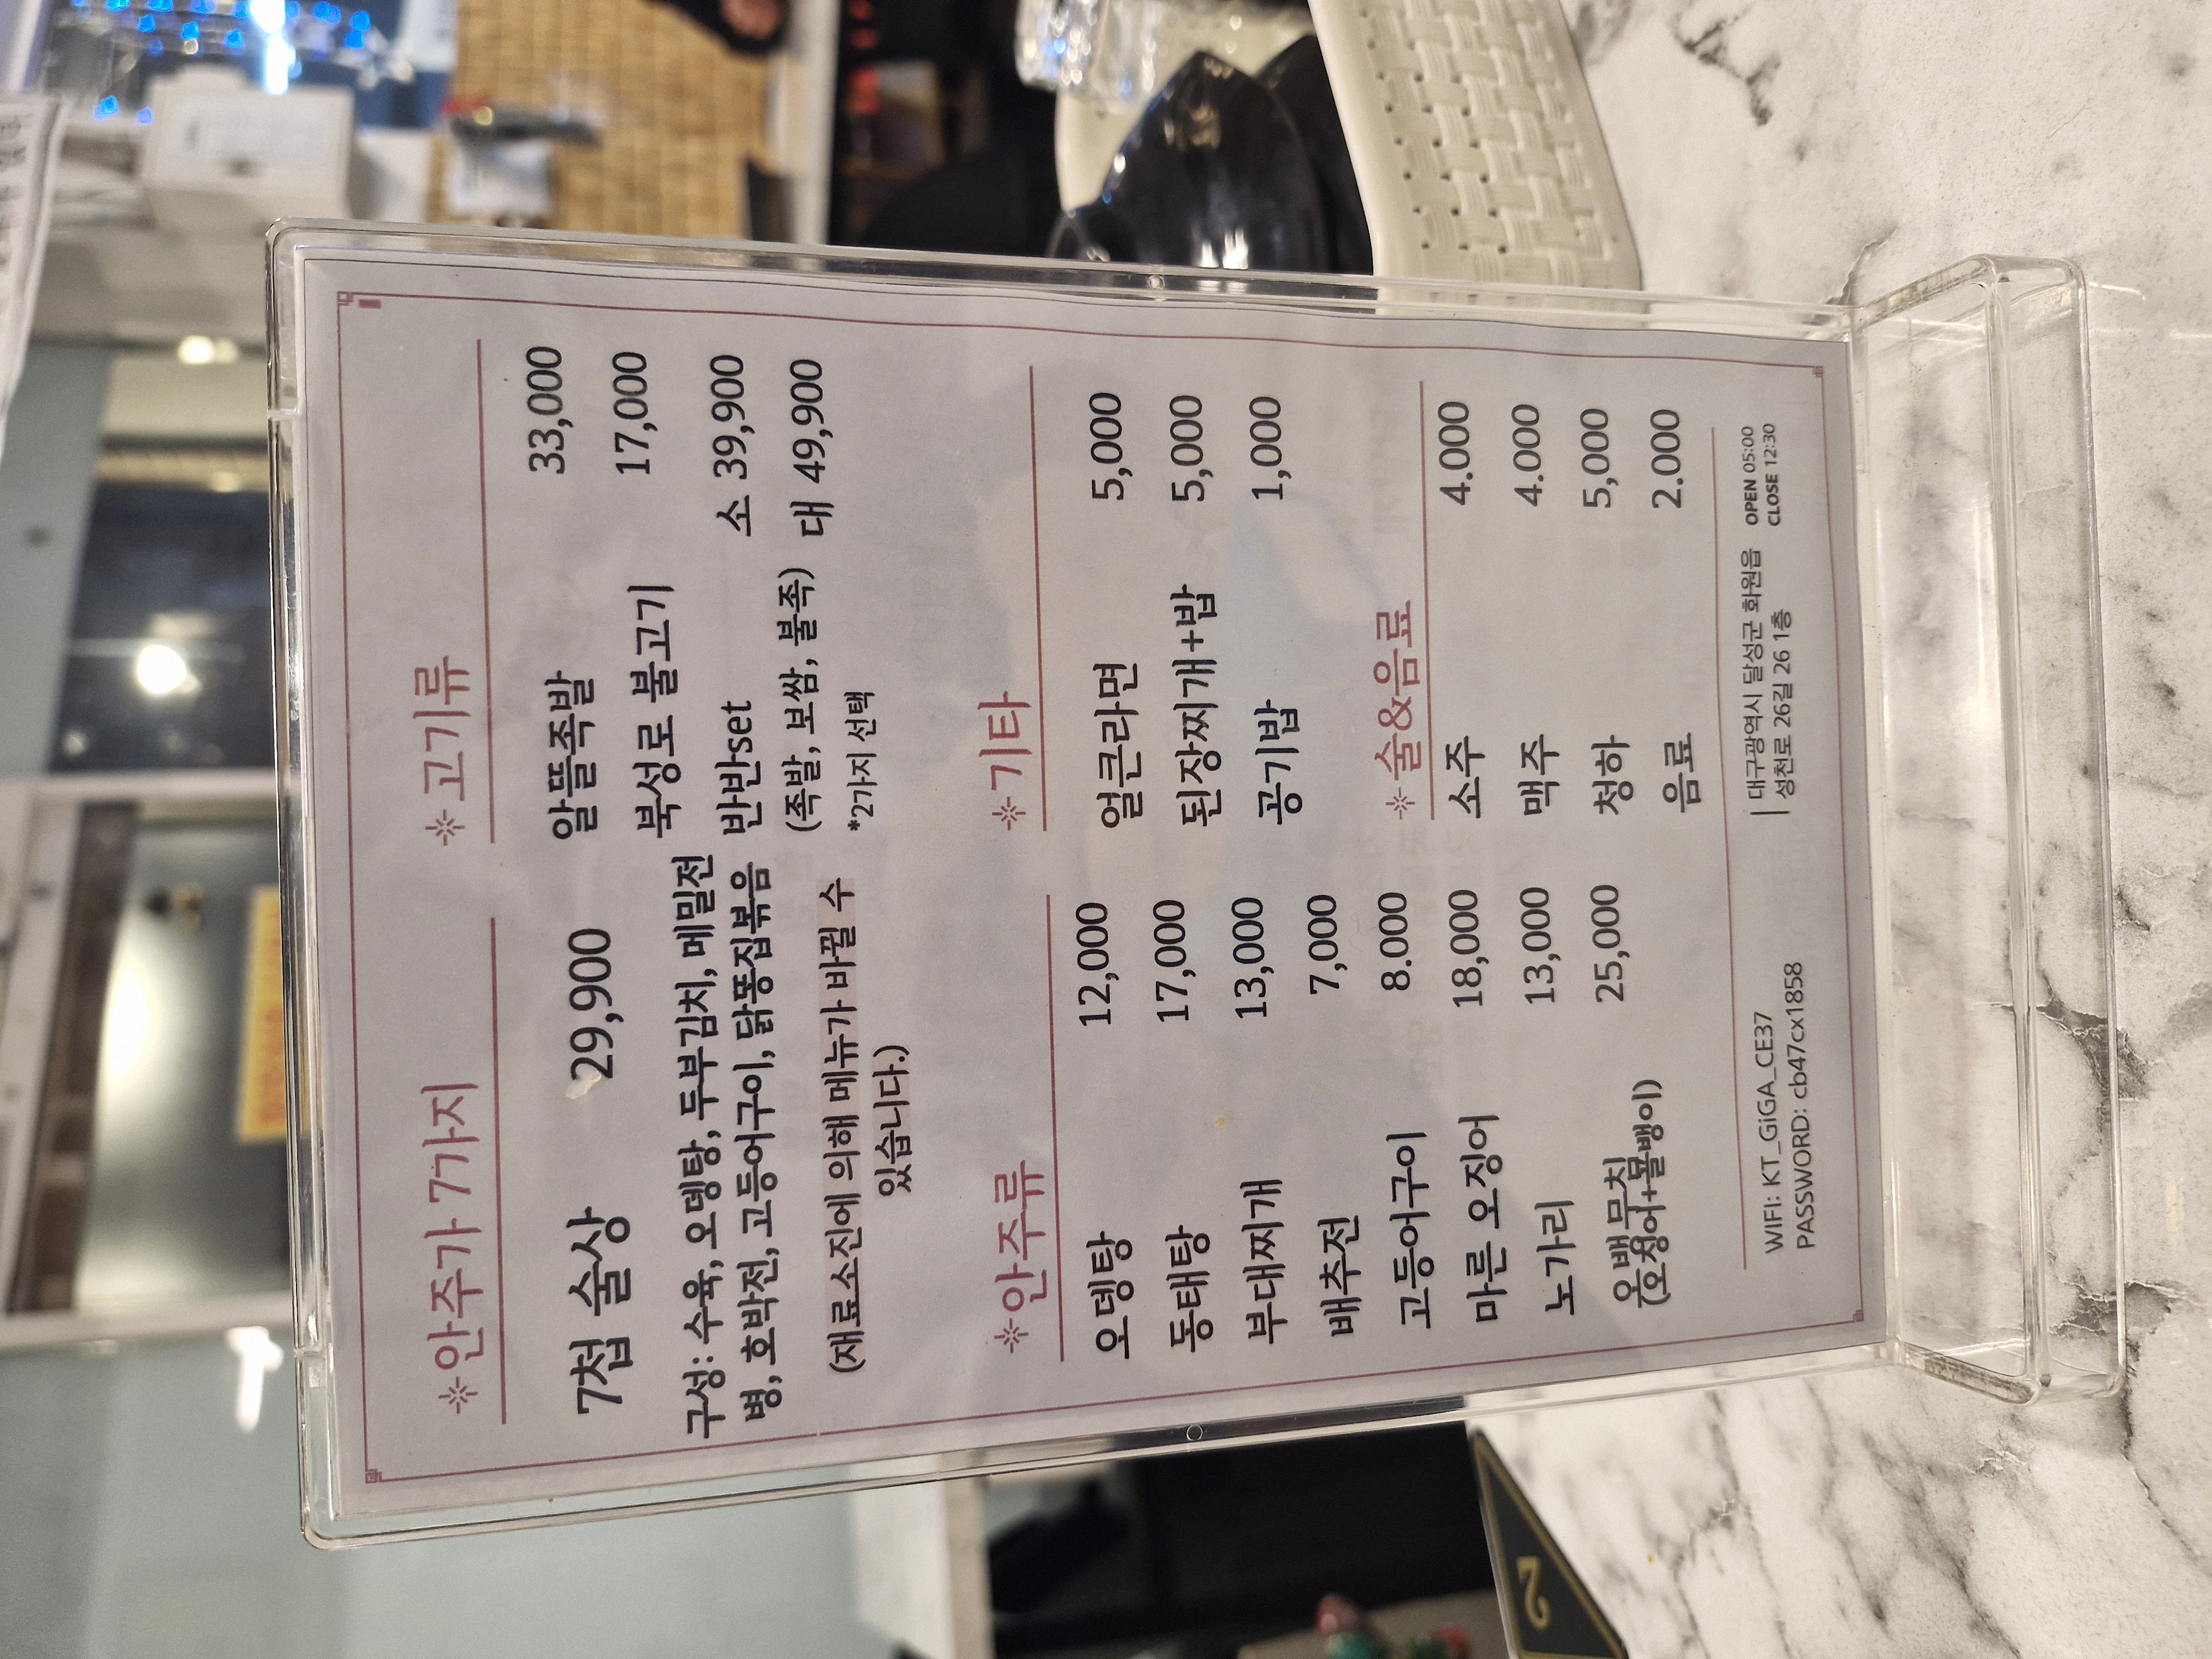 *안주가 7가지
7첩 술상 29,900
구성: 수육, 오뎅탕, 두부김치, 메밀전
병, 호박전, 고등어구이, 닭똥집볶음
(재료소진에 의해 메뉴가 바뀔 수
있습니다.)
*고기류
알뜰족발 33,000
북성로 불고기 17,000
반반set 소 39,900
(족발, 보쌈, 불족) 대 49,900
*2가지 선택
*안주류
오뎅탕 12,000
동태탕 17,000
부대찌개 13,000
배추전 7,000
고등어구이 8.000
마른 오징어 18,000
노가리 13,000
오뱅무침 25,000
(오징어+골뱅이)
*기타
얼큰라면 5,000
된장찌개+밥 5,000
공기밥 1,000
*술&음료
소주 4.000
맥주 4.000
청하 5,000
음료 2.000
WIFI: KT_GiGA_CE37
PASSWORD: cb47cx1858
대구광역시 달성군 화원읍
성천로 26길 26 1층
OPEN 05:00
CLOSE 12:30
2